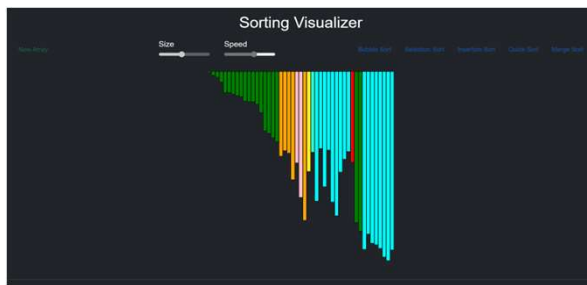 Sorting Visualizer
New Array
Size
Speed
Bubble Sort
Selection Sort
Insertion Sort
Quick Sort
Merge Sort